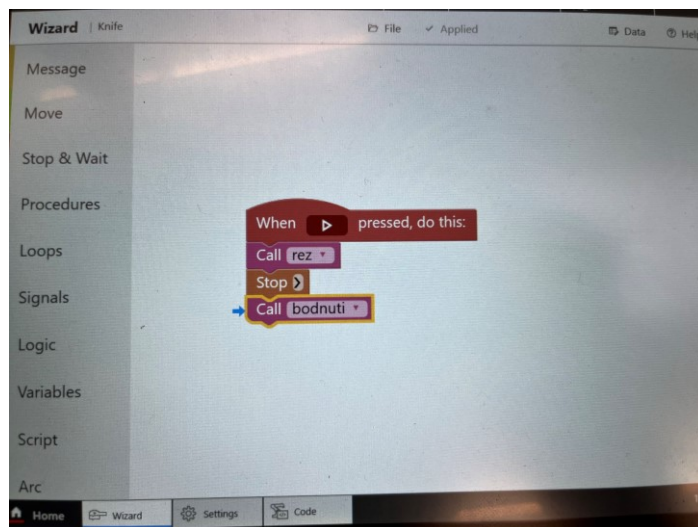 Wizard | Knife
File
Applied
Data
Help
Message
Move
Stop & Wait
Procedures
Loops
Signals
Logic
Variables
Script
Arc
When pressed, do this:
Call rez
Stop
Call bodnuti
Home
Wizard
Settings
Code